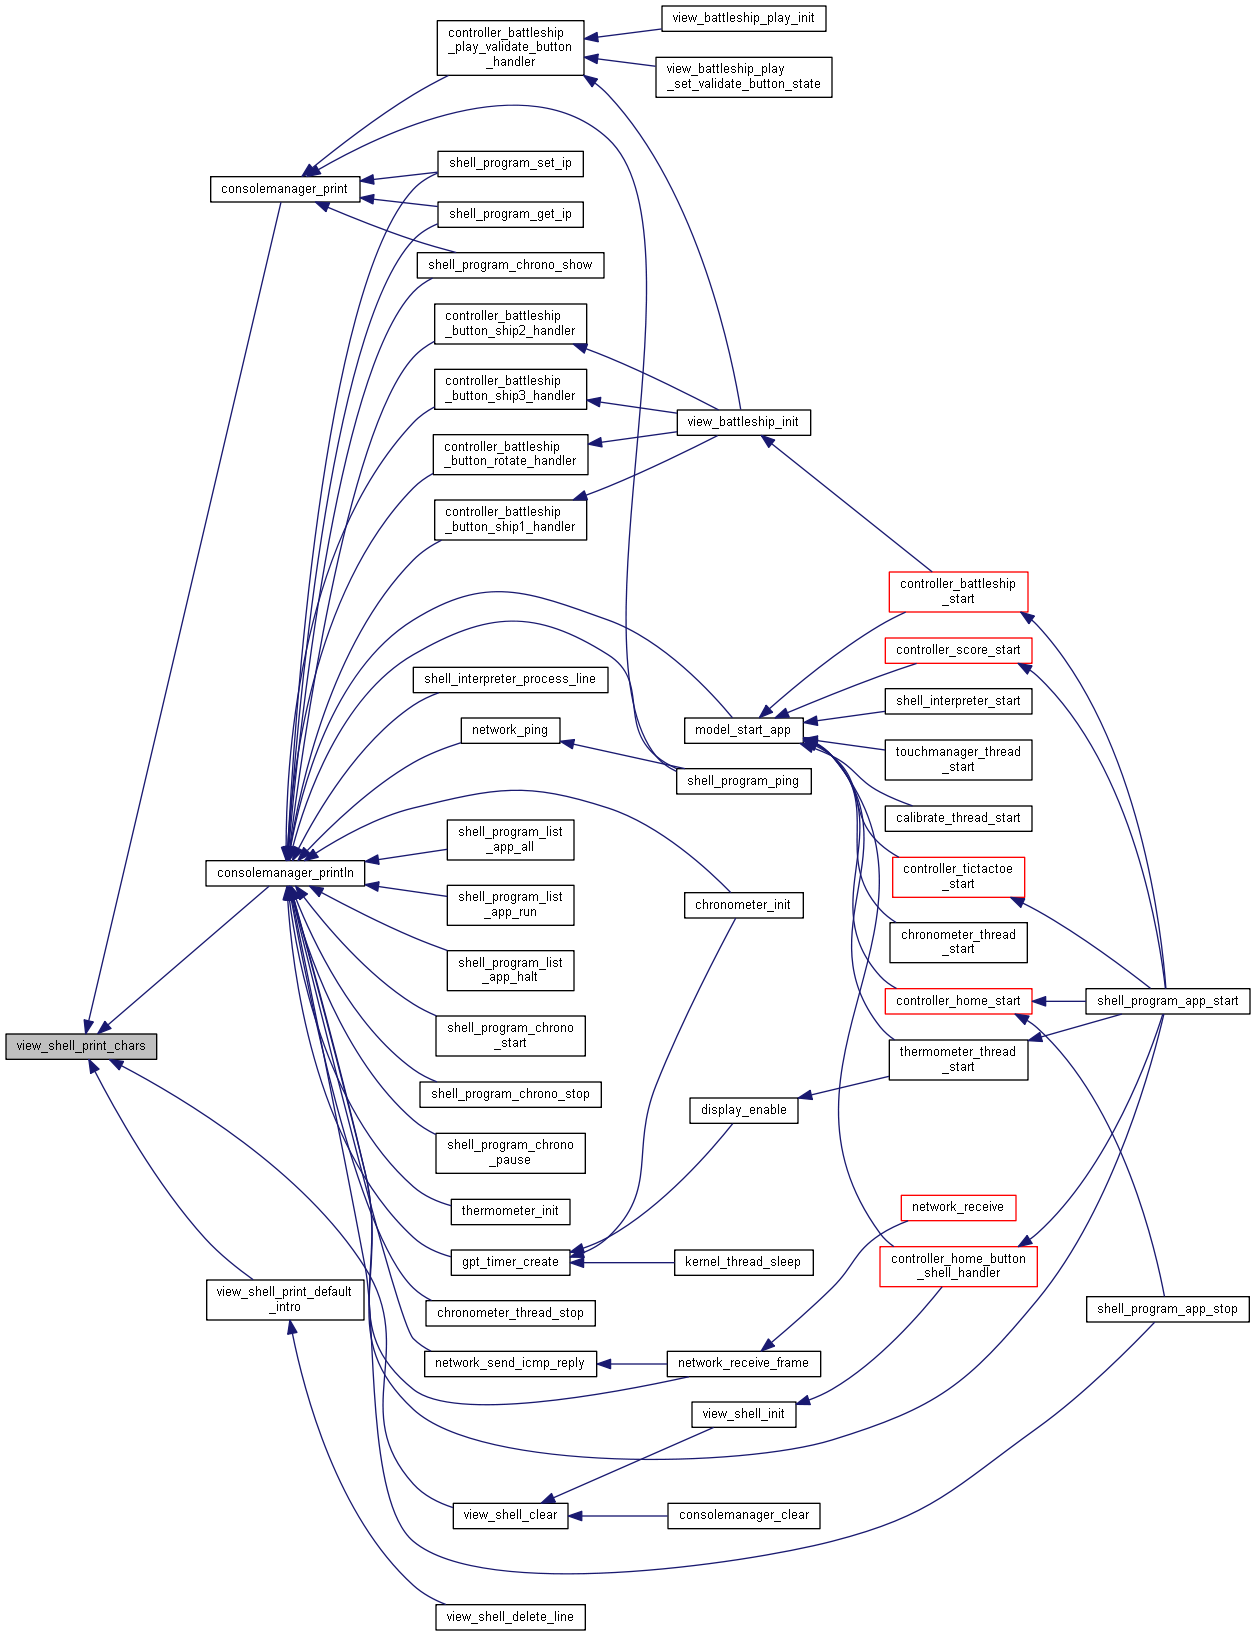 view_battleship_play_init
controller_battleship
_play_validate_button
_handler
view_battleship_play
_set_validate_button_state
shell_program_set_ip
consolemanager_print
shell_program_get_ip
shell_program_chrono_show
controller_battleship
_button_ship2_handler
controller_battleship
_button_ship3_handler
view_battleship_init
controller_battleship
_button_rotate_handler
controller_battleship
_button_ship1_handler
controller_battleship
_start
controller_score_start
shell_interpreter_process_line
shell_interpreter_start
network_ping
model_start_app
touchmanager_thread
_start
shell_program_ping
calibrate_thread_start
shell_program_list
_app_all
consolemanager_println
controller_tictactoe
_start
shell_program_list
_app_run
chronometer_init
chronometer_thread
_start
shell_program_list
_app_halt
controller_home_start
shell_program_app_start
shell_program_chrono
_start
view_shell_print_chars
thermometer_thread
_start
shell_program_chrono_stop
display_enable
shell_program_chrono
_pause
thermometer_init
network_receive
gpt_timer_create
kernel_thread_sleep
controller_home_button
_shell_handler
view_shell_print_default
_intro
chronometer_thread_stop
shell_program_app_stop
network_send_icmp_reply
network_receive_frame
view_shell_init
view_shell_clear
consolemanager_clear
view_shell_delete_line